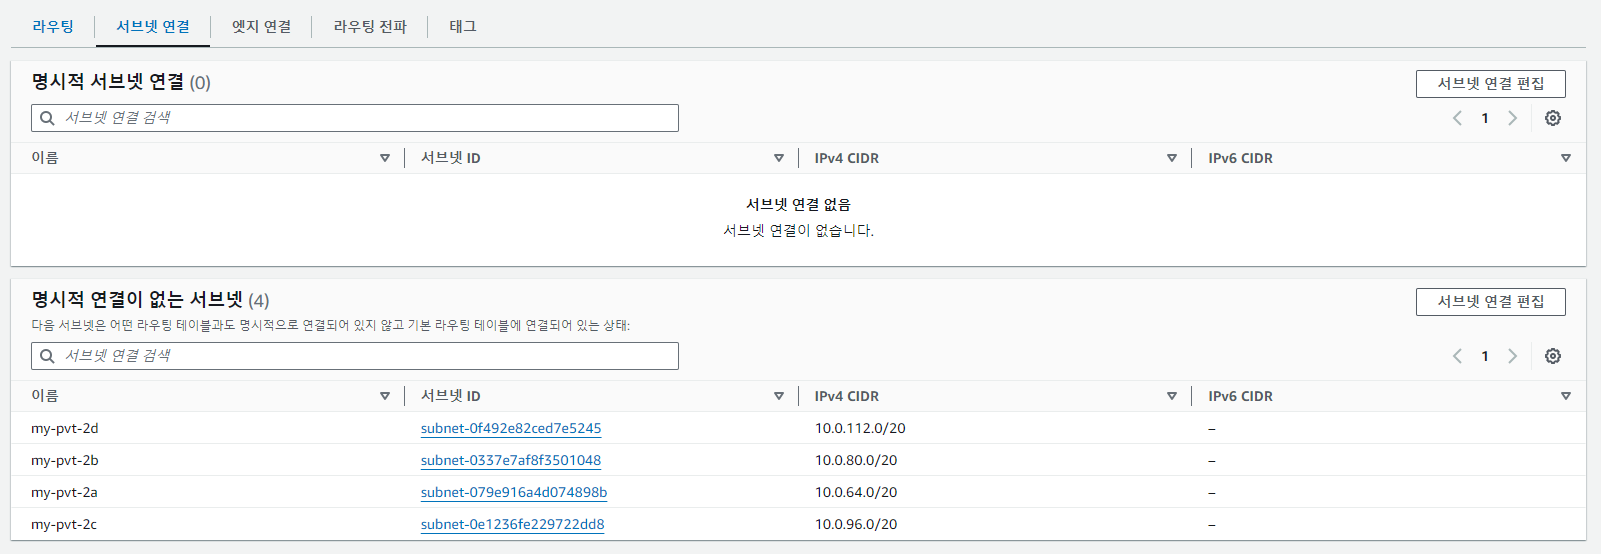 라우팅 서브넷 연결 엣지 연결 라우팅 전파 태그
명시적 서브넷 연결 (0)
서브넷 연결 편집
서브넷 연결 검색
1
이름 서브넷 ID IPv4 CIDR IPv6 CIDR
서브넷 연결 없음
서브넷 연결이 없습니다.
명시적 연결이 없는 서브넷 (4)
서브넷 연결 편집
다음 서브넷은 어떤 라우팅 테이블과도 명시적으로 연결되어 있지 않고 기본 라우팅 테이블에 연결되어 있는 상태:
서브넷 연결 검색
1
이름 서브넷 ID IPv4 CIDR IPv6 CIDR
my-pvt-2d subnet-0f492e82ced7e5245 10.0.112.0/20 –
my-pvt-2b subnet-0337e7af8f3501048 10.0.80.0/20 –
my-pvt-2a subnet-079e916a4d074898b 10.0.64.0/20 –
my-pvt-2c subnet-0e1236fe229722dd8 10.0.96.0/20 –